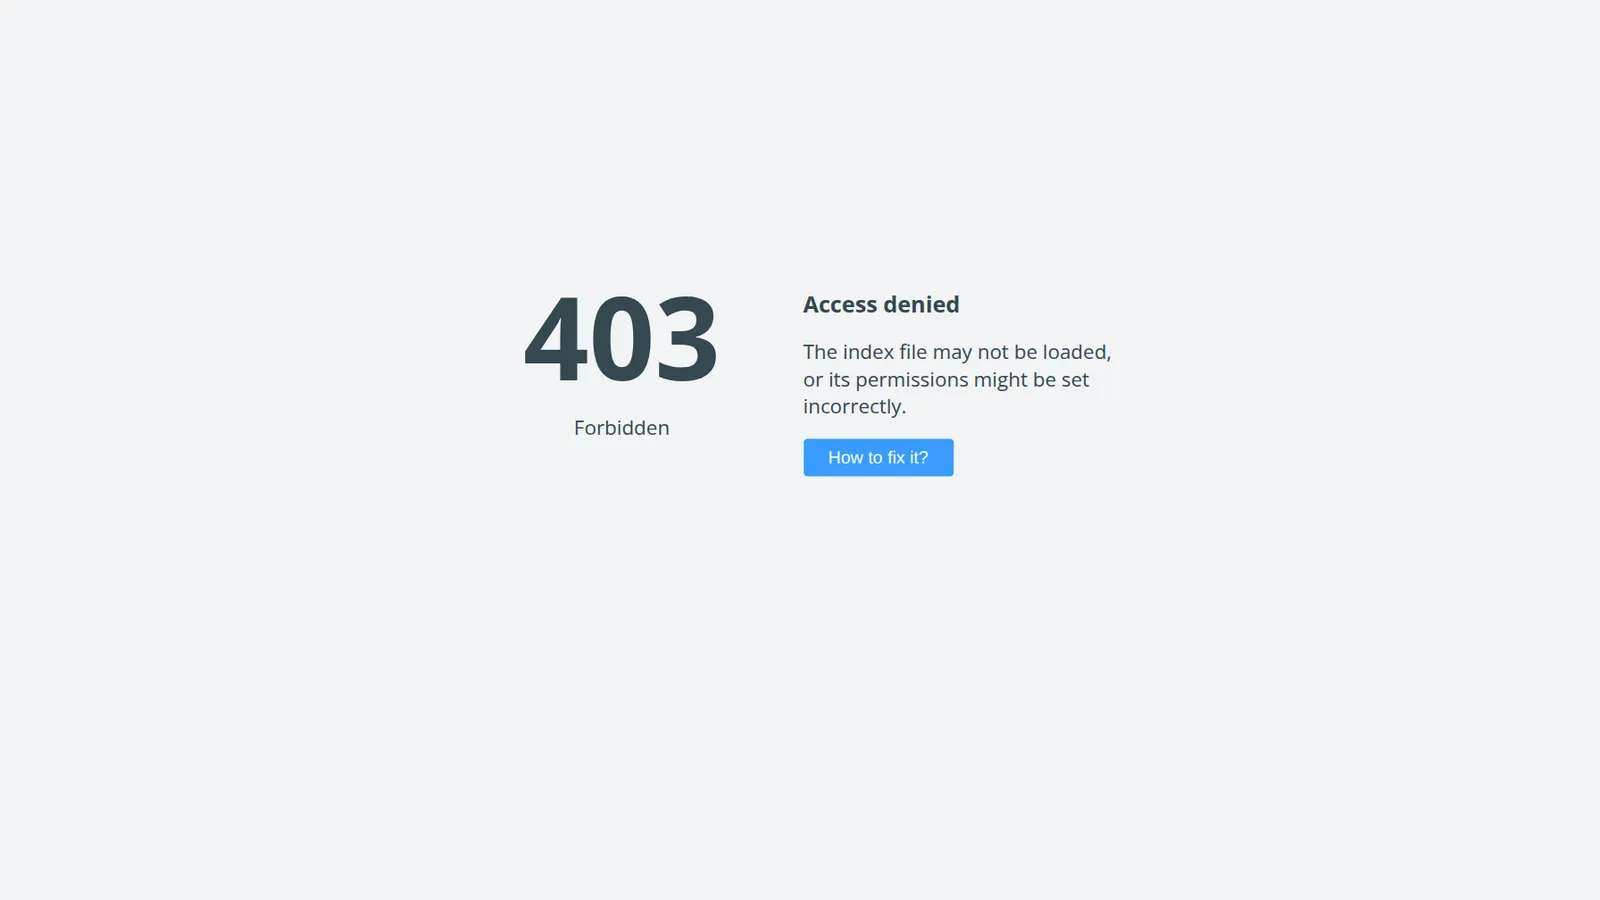 403
Forbidden
Access denied
The index file may not be loaded,
or its permissions might be set
incorrectly.
How to fix it?